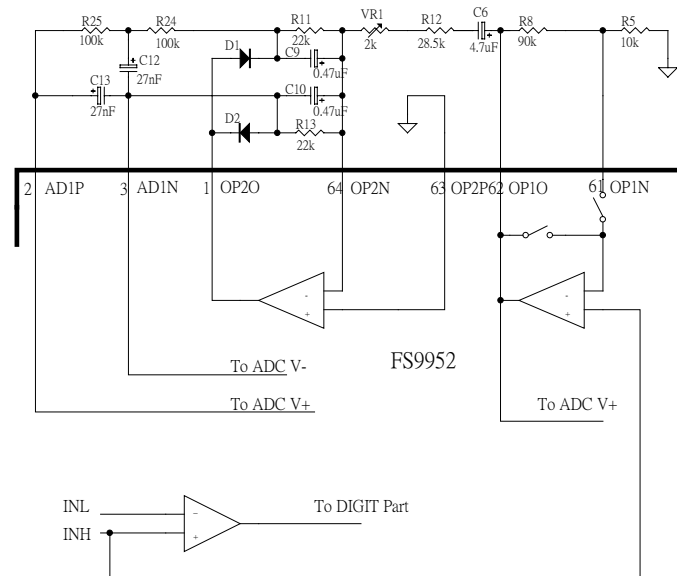 R25
100k
R24
100k
R11
22k
VR1
2k
R12
28.5k
C6
4.7uF
R8
90k
R5
10k
D1
C9
0.47uF
C12
27nF
C13
27nF
C10
0.47uF
D2
R13
22k
2 AD1P 3 AD1N 1 OP2O 64 OP2N 63 OP2P 62 OP1O 61 OP1N
-
+
-
+
FS9952
To ADC V-
To ADC V+
To ADC V+
INL
INH
-
+
To DIGIT Part